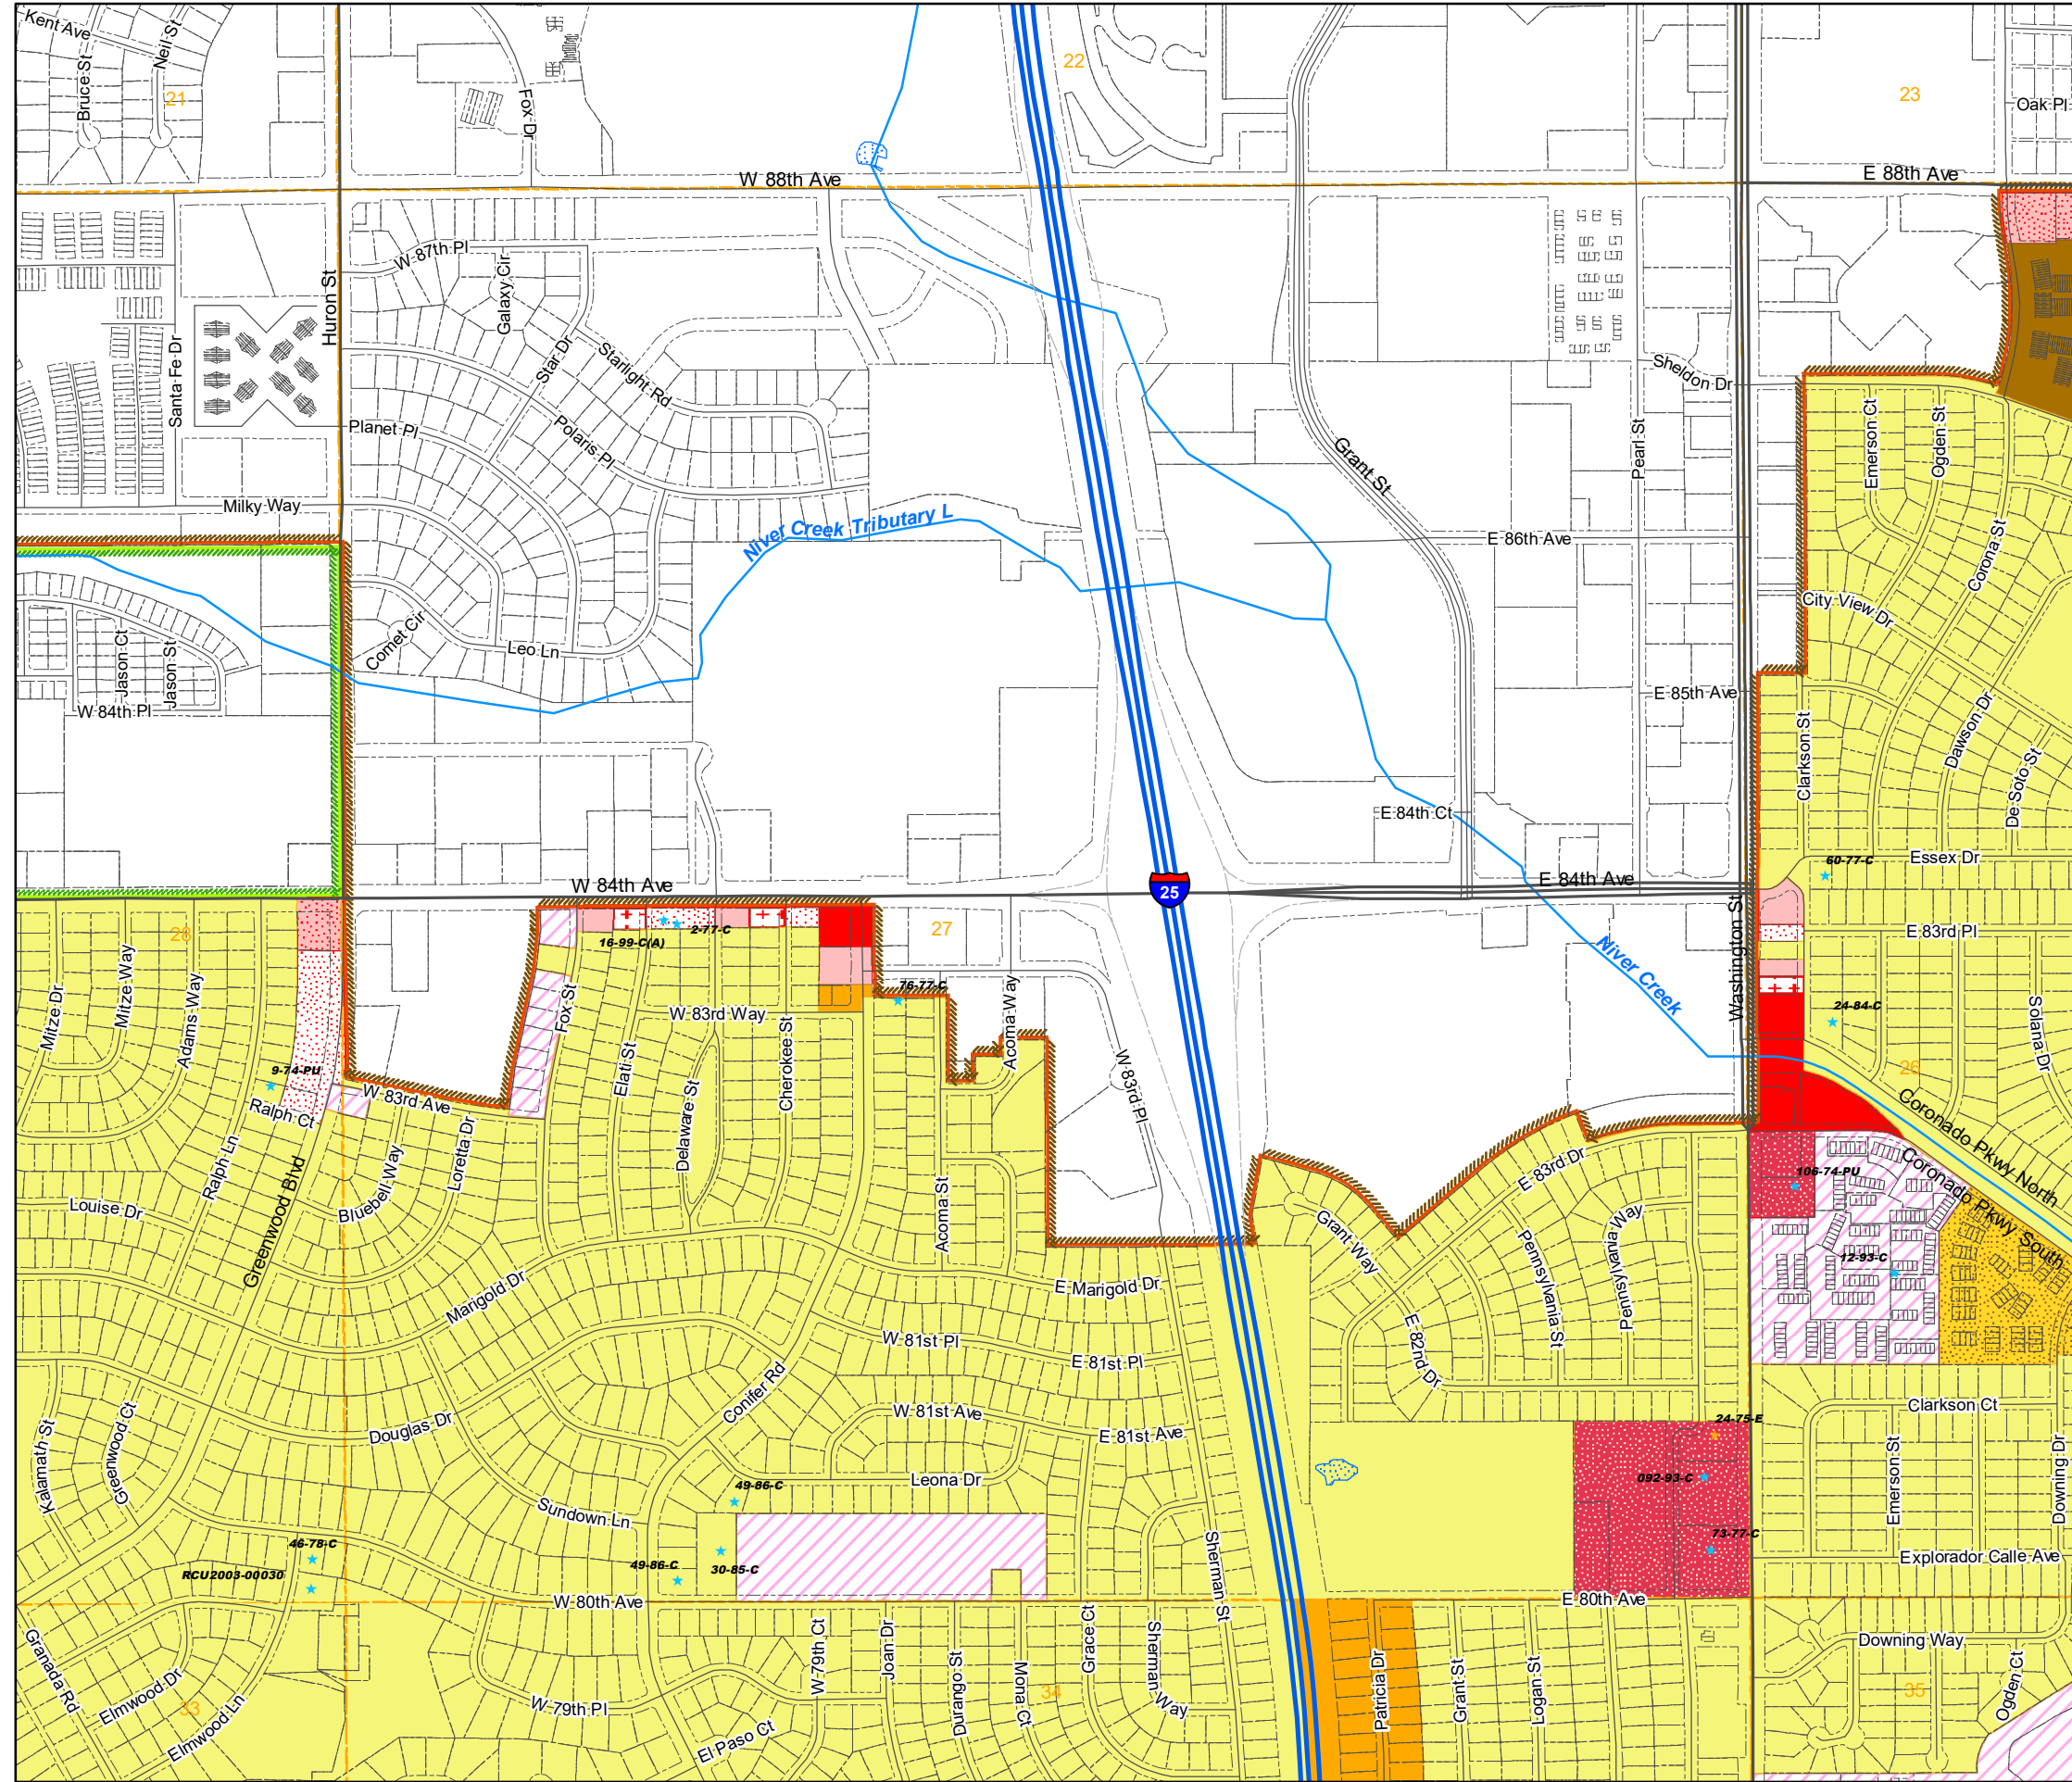 Kent Ave
Bruce St
Neil St
21
Fox Dr
22
23
Oak Pl
W 88th Ave
E 88th Ave
Huron St
W 87th Pl
Galaxy Cir
Star Dr
Starlight Rd
Santa Fe Dr
Planet Pl
Polaris Pl
Milky Way
Grant St
Pearl St
Sheldon Dr
Emerson Ct
Ogden St
Corona St
Niver Creek Tributary L
E 86th Ave
City View Dr
Jason Ct
Jason St
W 84th Pl
Comet Cir
Leo Ln
E 85th Ave
Clarkson St
Dawson Dr
De Soto St
E 84th Ct
W 84th Ave
25
E 84th Ave
60-77-C
Essex Dr
28
16-99-C(A)
2-77-C
27
Washington St
E 83rd Pl
Niver Creek
Mitze Dr
Mitze Way
Adams Way
Fox St
76-77-C
W 83rd Way
Acoma Way
24-84-C
Solana Dr
9-74-PU
Ralph Ct
W 83rd Ave
Elati St
Delaware St
Cherokee St
W 83rd Pl
26
Coronado Pkwy North
Ralph Ln
Greenwood Blvd
Louise Dr
Bluebell Way
Loretta Dr
Acoma St
E 83rd Dr
106-74-PU
Coronado Pkwy South
12-93-C
Grant Way
Pennsylvania St
Pennsylvania Way
Marigold Dr
E Marigold Dr
W 81st Pl
E 81st Pl
E 82nd Dr
Conifer Rd
Kalamath St
Greenwood Ct
Douglas Dr
W 81st Ave
E 81st Ave
24-75-E
Clarkson Ct
Leona Dr
49-86-C
092-93-C
Emerson St
Downing Dr
Sundown Ln
73-77-C
46-78-C
RCU2003-00030
49-86-C
30-85-C
Sherman St
Explorador Calle Ave
W 80th Ave
E 80th Ave
Granada Rd
Elmwood Dr
Elmwood Ln
33
W 79th Pl
El Paso Ct
W 79th Ct
Joan Dr
Durango St
Mona Ct
34
Grace Ct
Sherman Way
Patricia Dr
Grant St
Logan St
Downing Way
35
Ogden Ct